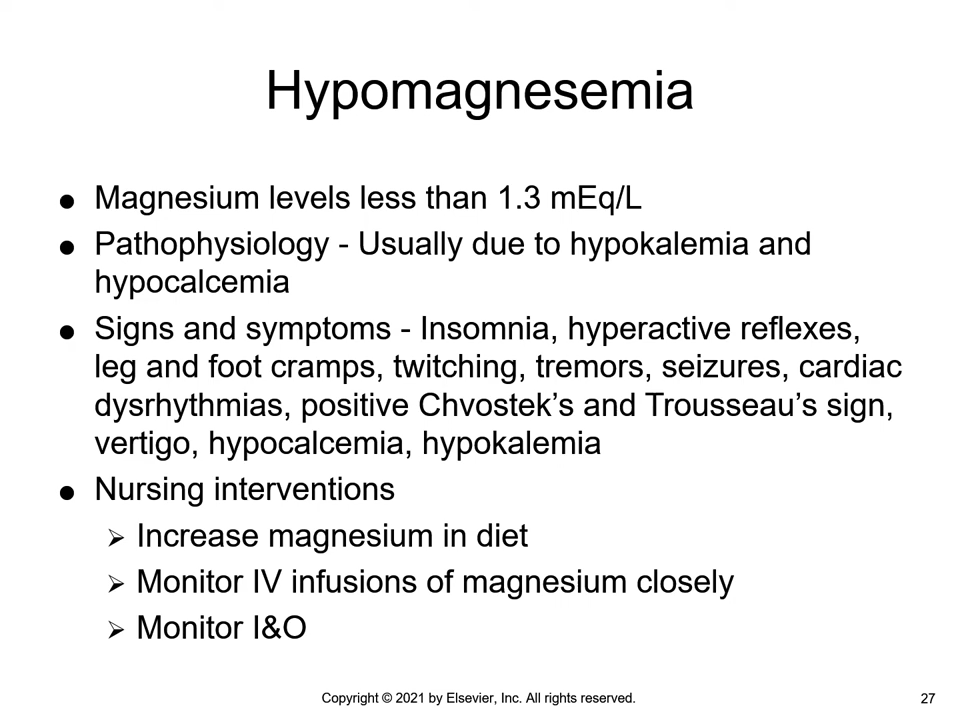 Hypomagnesemia
● Magnesium levels less than 1.3 mEq/L
● Pathophysiology - Usually due to hypokalemia and
hypocalcemia
● Signs and symptoms - Insomnia, hyperactive reflexes,
leg and foot cramps, twitching, tremors, seizures, cardiac
dysrhythmias, positive Chvostek’s and Trousseau’s sign,
vertigo, hypocalcemia, hypokalemia
● Nursing interventions
➢ Increase magnesium in diet
➢ Monitor IV infusions of magnesium closely
➢ Monitor I&O
Copyright © 2021 by Elsevier, Inc. All rights reserved.
27